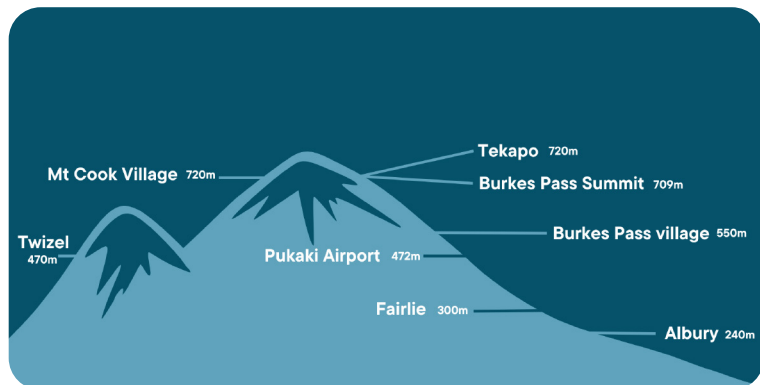 Tekapo 720m
Mt Cook Village 720m
Burkes Pass Summit 709m
Burkes Pass village 550m
Twizel
470m
Pukaki Airport 472m
Fairlie 300m
Albury 240m